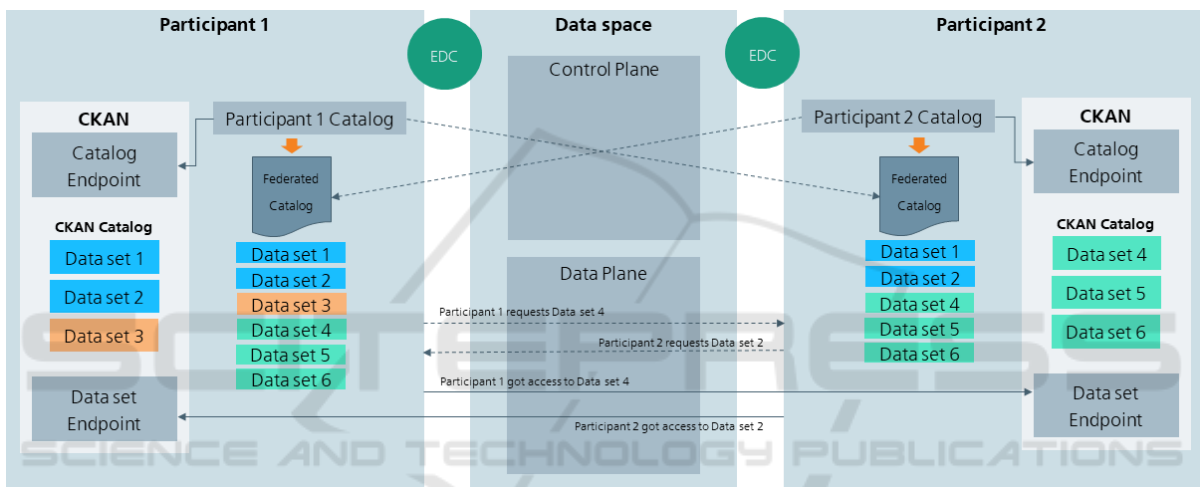 Participant 1
EDC
Data space
EDC
Participant 2
CKAN
Catalog
Endpoint
CKAN Catalog
Data set 1
Data set 2
Data set 3
Data set
Endpoint
Participant 1 Catalog
Federated
Catalog
Data set 1
Data set 2
Data set 3
Data set 4
Data set 5
Data set 6
Control Plane
Data Plane
Participant 1 requests Data set 4
Participant 2 requests Data set 2
Participant 1 got access to Data set 4
Participant 2 got access to Data set 2
Participant 2 Catalog
Federated
Catalog
Data set 1
Data set 2
Data set 4
Data set 5
Data set 6
CKAN
Catalog
Endpoint
CKAN Catalog
Data set 4
Data set 5
Data set 6
Data set
Endpoint
SCITEPRESS
SCIENCE AND TECHNOLOGY PUBLICATIONS